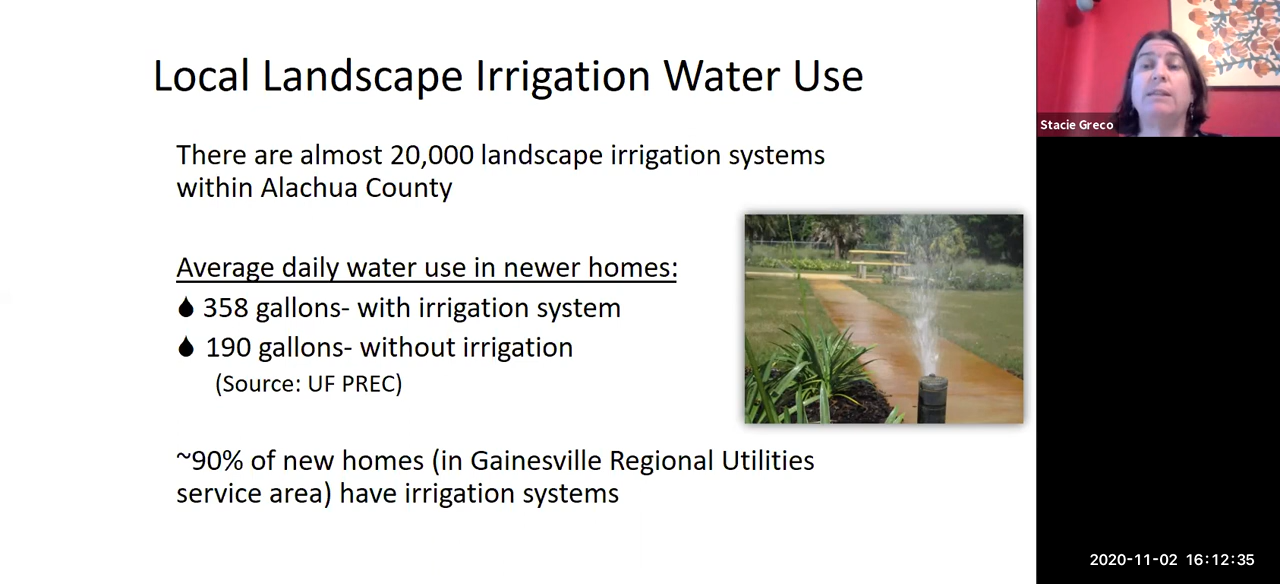 Local Landscape Irrigation Water Use
There are almost 20,000 landscape irrigation systems
within Alachua County
Average daily water use in newer homes:
358 gallons- with irrigation system
190 gallons- without irrigation
(Source: UF PREC)
~90% of new homes (in Gainesville Regional Utilities
service area) have irrigation systems
Stacie Greco
2020-11-02 16:12:35